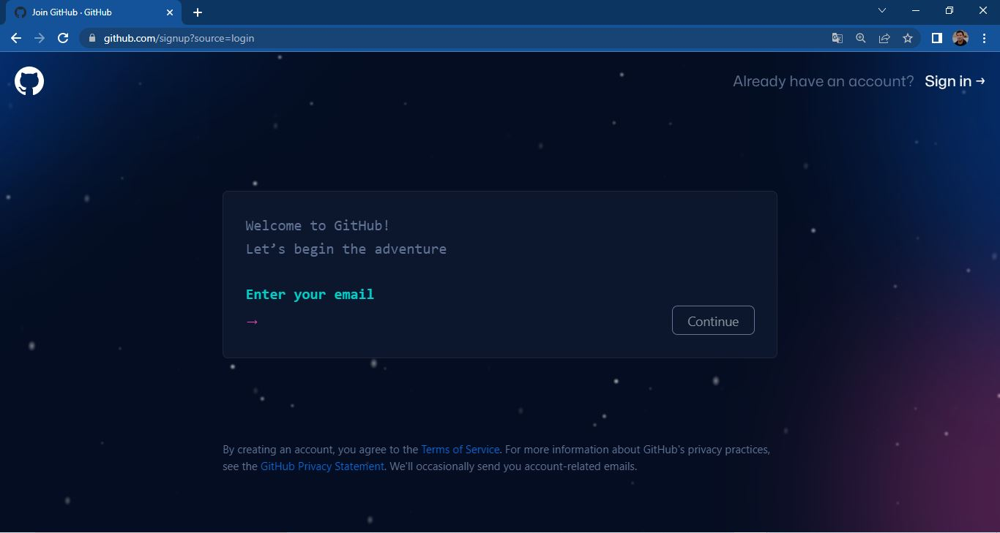 Join GitHub · GitHub
github.com/signup?source=login
Already have an account? Sign in →
Welcome to GitHub!
Let’s begin the adventure
Enter your email
→
Continue
By creating an account, you agree to the Terms of Service. For more information about GitHub's privacy practices,
see the GitHub Privacy Statement. We'll occasionally send you account-related emails.